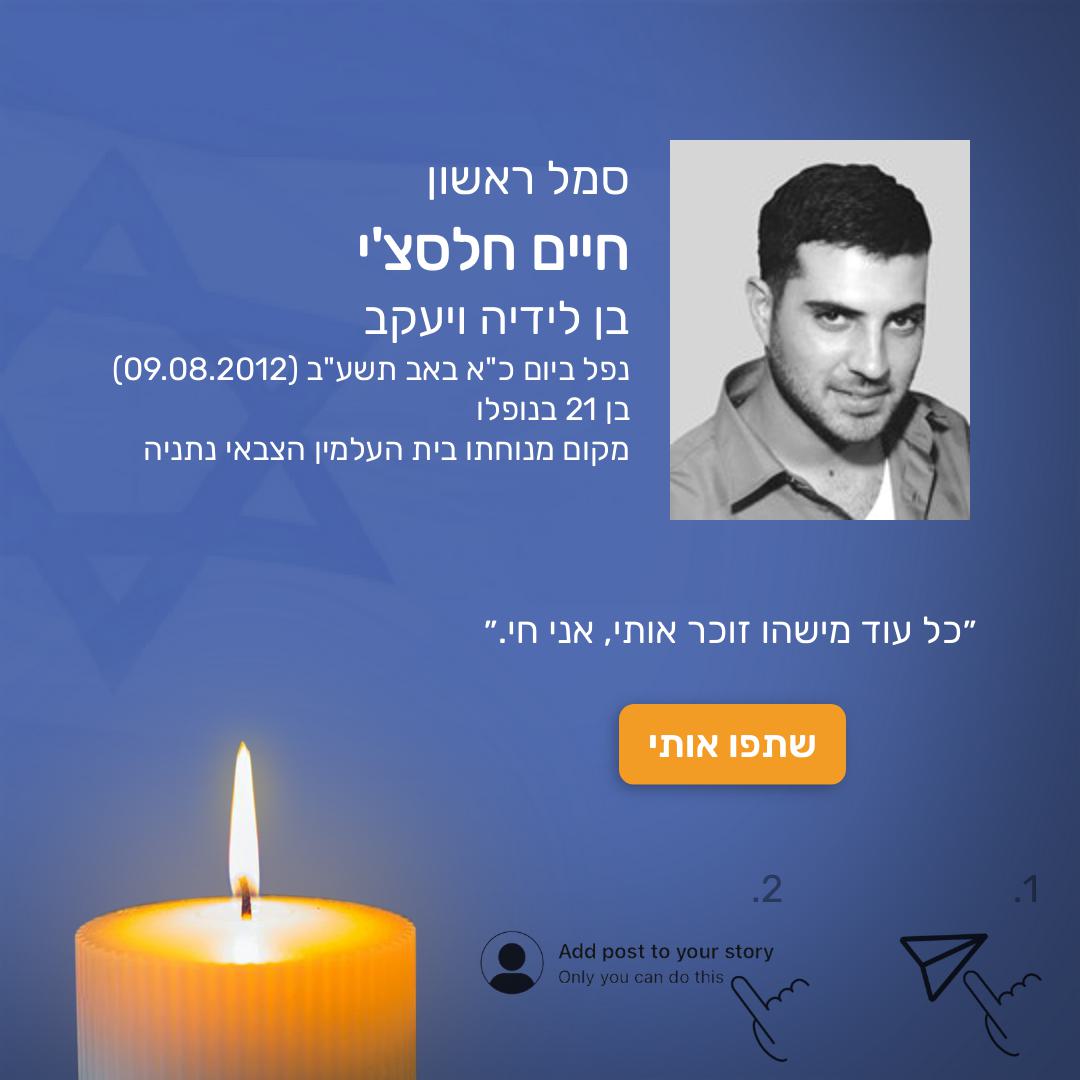 סמל ראשון
חיים חלסצ'י
בן לידיה ויעקב
נפל ביום כ"א באב תשע"ב (09.08.2012)
בן 21 בנופלו
מקום מנוחתו בית העלמין הצבאי נתניה
״כל עוד מישהו זוכר אותי, אני חי.״
שתפו אותי
1.
2.
Add post to your story
Only you can do this